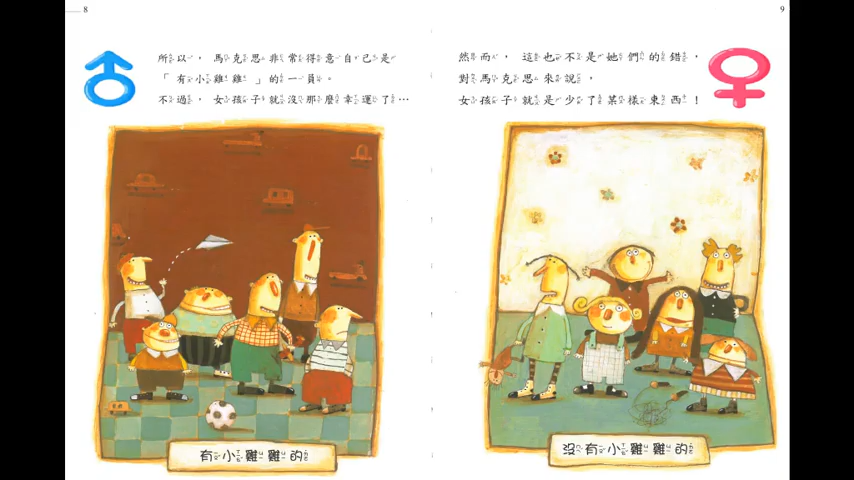 8
所以，馬克思非常得意自己是
「有小雞雞」的一員。
不過，女孩子就沒那麼幸運了…
有小雞雞的
9
然而，這也不是她們的錯，
對馬克思來說，
女孩子就是少了某樣東西！
沒有小雞雞的